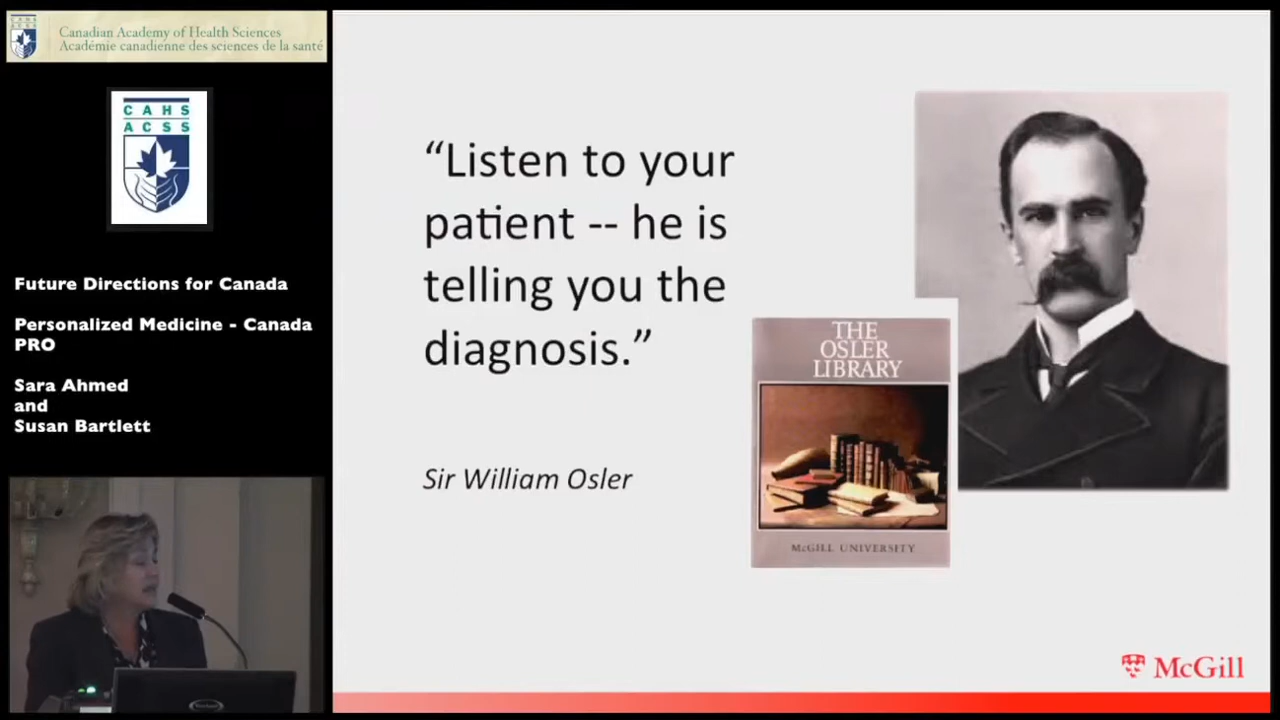 Canadian Academy of Health Sciences
Académie canadienne des sciences de la santé
CAHS
ACSS
Future Directions for Canada
Personalized Medicine - Canada
PRO
Sara Ahmed
and
Susan Bartlett
“Listen to your
patient -- he is
telling you the
diagnosis.”
Sir William Osler
THE
OSLER
LIBRARY
McGILL UNIVERSITY
McGill